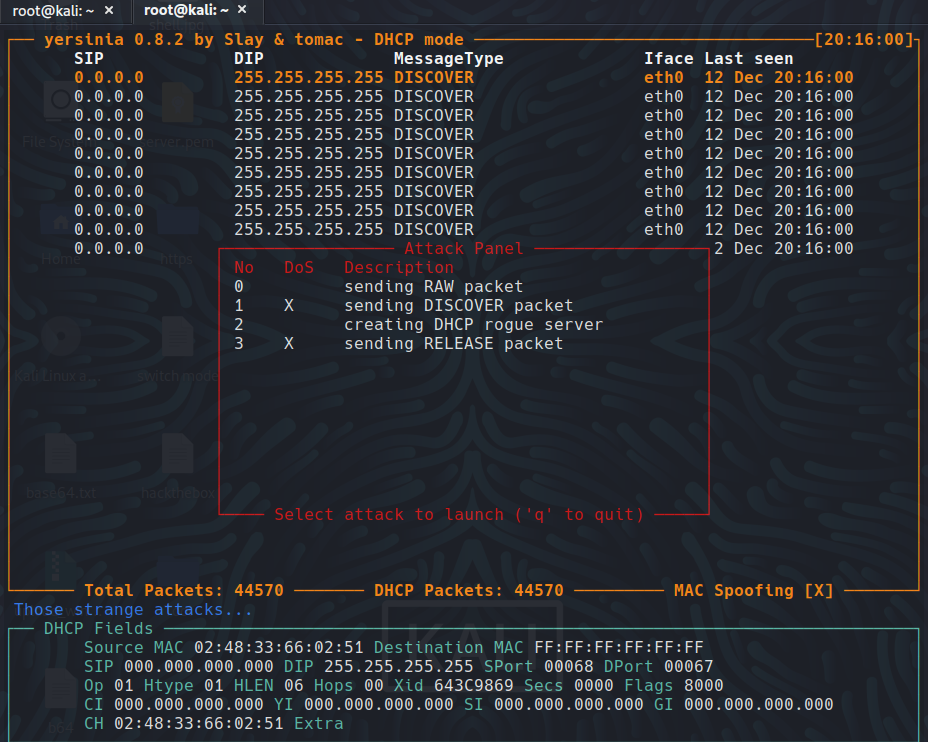 root@kali: ~ × root@kali: ~ ×
yersinia 0.8.2 by Slay & tomac - DHCP mode [20:16:00]
SIP DIP MessageType Iface Last seen
0.0.0.0 255.255.255.255 DISCOVER eth0 12 Dec 20:16:00
0.0.0.0 255.255.255.255 DISCOVER eth0 12 Dec 20:16:00
0.0.0.0 255.255.255.255 DISCOVER eth0 12 Dec 20:16:00
0.0.0.0 255.255.255.255 DISCOVER eth0 12 Dec 20:16:00
File System server.pem
0.0.0.0 255.255.255.255 DISCOVER eth0 12 Dec 20:16:00
0.0.0.0 255.255.255.255 DISCOVER eth0 12 Dec 20:16:00
0.0.0.0 255.255.255.255 DISCOVER eth0 12 Dec 20:16:00
0.0.0.0 255.255.255.255 DISCOVER eth0 12 Dec 20:16:00
0.0.0.0 255.255.255.255 DISCOVER eth0 12 Dec 20:16:00
0.0.0.0 Attack Panel 2 Dec 20:16:00
Home https
No DoS Description
0 sending RAW packet
1 X sending DISCOVER packet
2 creating DHCP rogue server
3 X sending RELEASE packet
Kali Linux a... switch mode
base64.txt hackthebox
Select attack to launch ('q' to quit)
Total Packets: 44570 DHCP Packets: 44570 MAC Spoofing [X]
Those strange attacks...
DHCP Fields
KALI
Source MAC 02:48:33:66:02:51 Destination MAC FF:FF:FF:FF:FF:FF
SIP 000.000.000.000 DIP 255.255.255.255 SPort 00068 DPort 00067
Op 01 Htype 01 HLEN 06 Hops 00 Xid 643C9869 Secs 0000 Flags 8000
CI 000.000.000.000 YI 000.000.000.000 SI 000.000.000.000 GI 000.000.000.000
CH 02:48:33:66:02:51 Extra